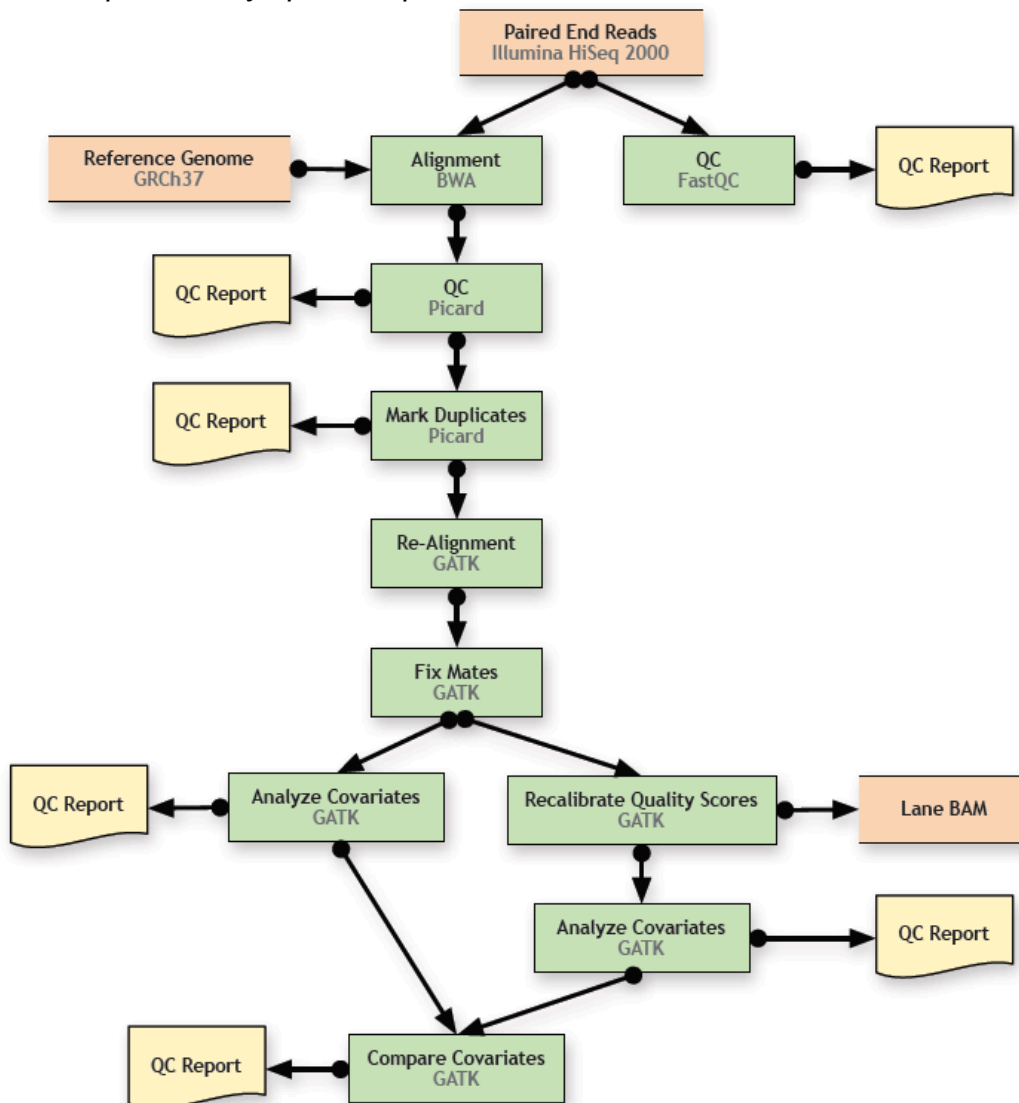 Paired End Reads
Illumina HiSeq 2000
Reference Genome
GRCh37
Alignment
BWA
QC
FastQC
QC Report
QC Report
QC
Picard
QC Report
Mark Duplicates
Picard
Re-Alignment
GATK
Fix Mates
GATK
QC Report
Analyze Covariates
GATK
Recalibrate Quality Scores
GATK
Lane BAM
Analyze Covariates
GATK
QC Report
QC Report
Compare Covariates
GATK